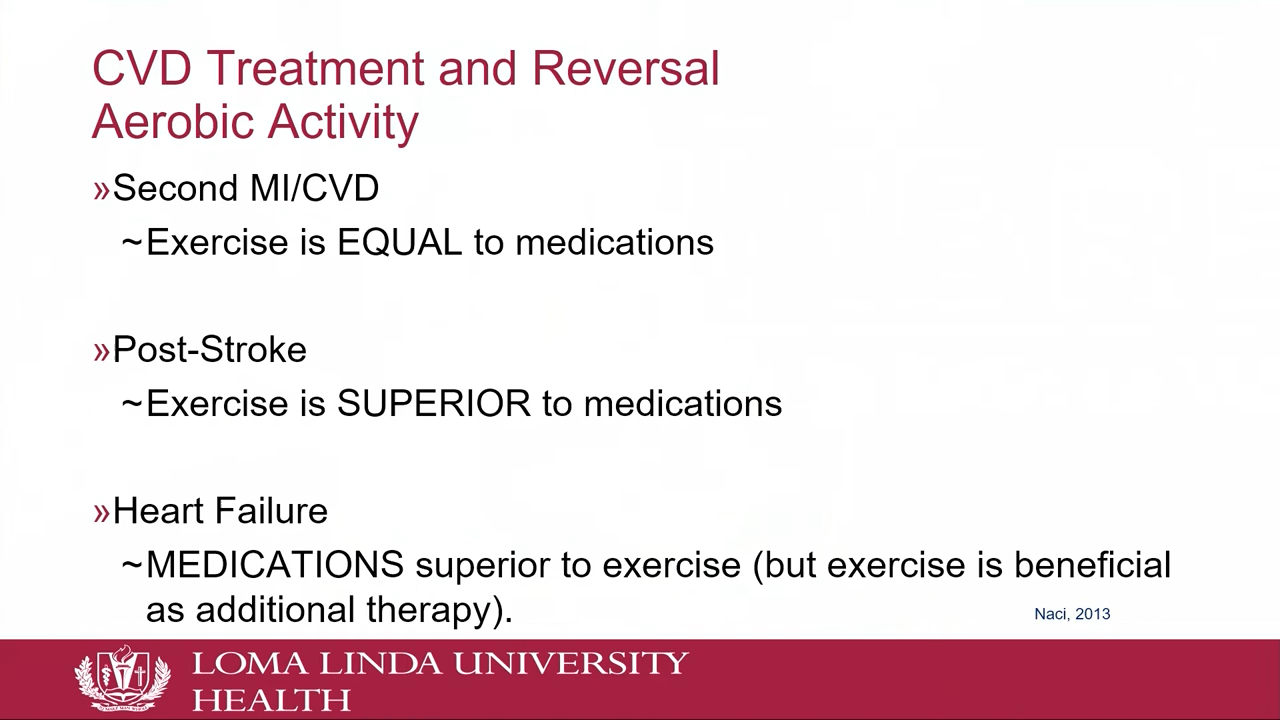 CVD Treatment and Reversal
Aerobic Activity
»Second MI/CVD
~Exercise is EQUAL to medications
»Post-Stroke
~Exercise is SUPERIOR to medications
»Heart Failure
~MEDICATIONS superior to exercise (but exercise is beneficial
as additional therapy).
Naci, 2013
LOMA LINDA UNIVERSITY
HEALTH